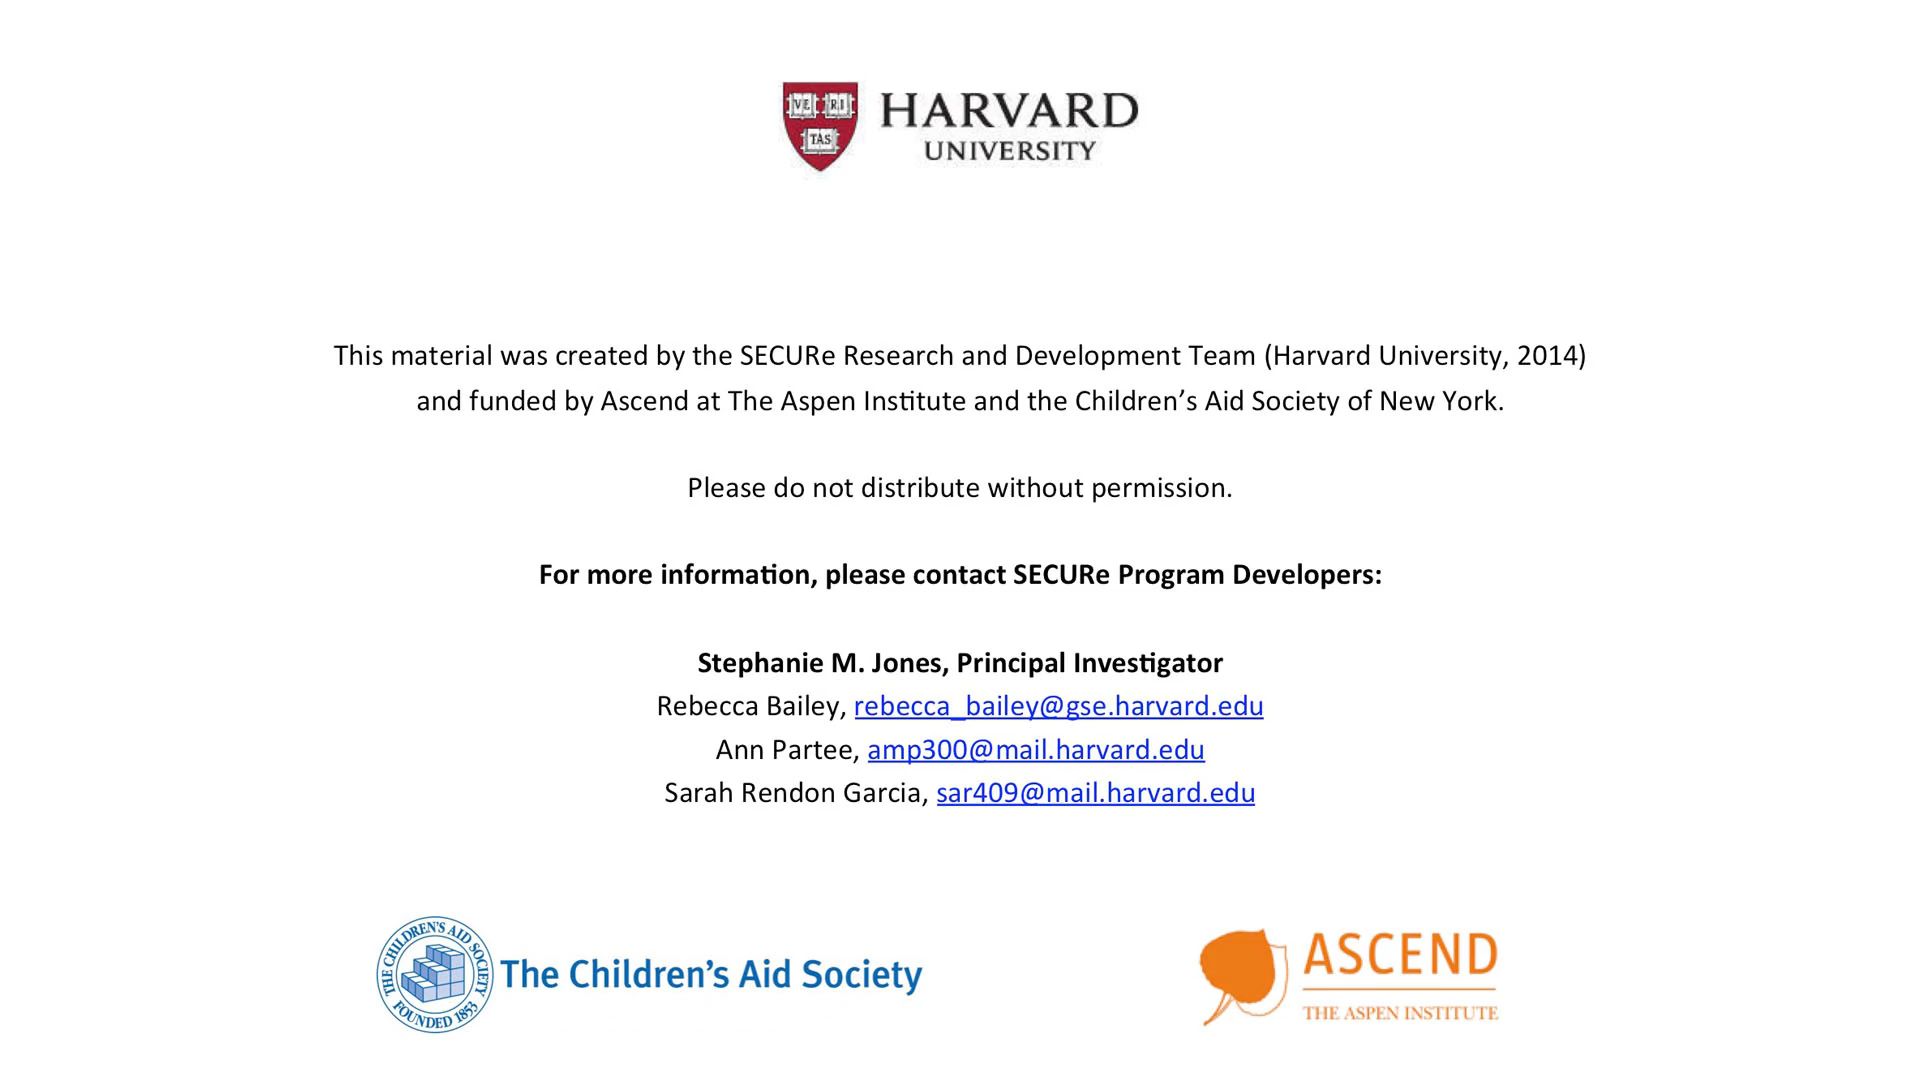 VE RI
TAS
HARVARD
UNIVERSITY
This material was created by the SECURe Research and Development Team (Harvard University, 2014)
and funded by Ascend at The Aspen Institute and the Children’s Aid Society of New York.
Please do not distribute without permission.
For more information, please contact SECURe Program Developers:
Stephanie M. Jones, Principal Investigator
Rebecca Bailey, rebecca_bailey@gse.harvard.edu
Ann Partee, amp300@mail.harvard.edu
Sarah Rendon Garcia, sar409@mail.harvard.edu
THE CHILDREN'S AID SOCIETY
FOUNDED 1853
The Children’s Aid Society
ASCEND
THE ASPEN INSTITUTE